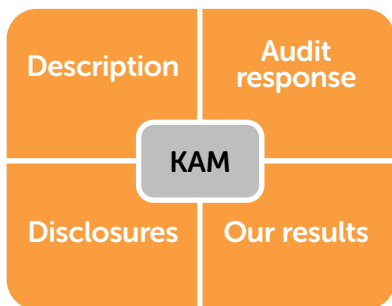 Description
Audit
response
KAM
Disclosures
Our results